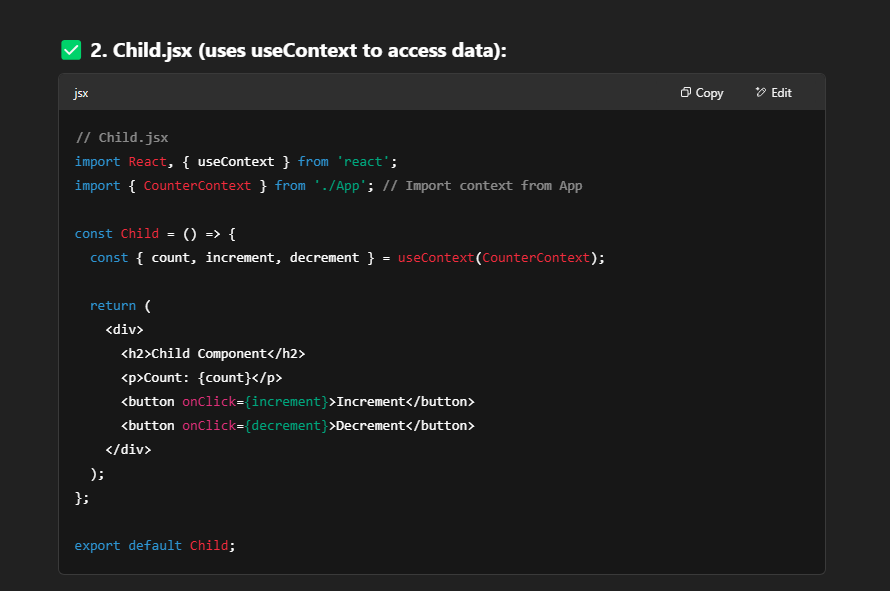 ✅ 2. Child.jsx (uses useContext to access data):
jsx Copy Edit
// Child.jsx
import React, { useContext } from 'react';
import { CounterContext } from './App'; // Import context from App

const Child = () => {
  const { count, increment, decrement } = useContext(CounterContext);

  return (
    <div>
      <h2>Child Component</h2>
      <p>Count: {count}</p>
      <button onClick={increment}>Increment</button>
      <button onClick={decrement}>Decrement</button>
    </div>
  );
};

export default Child;